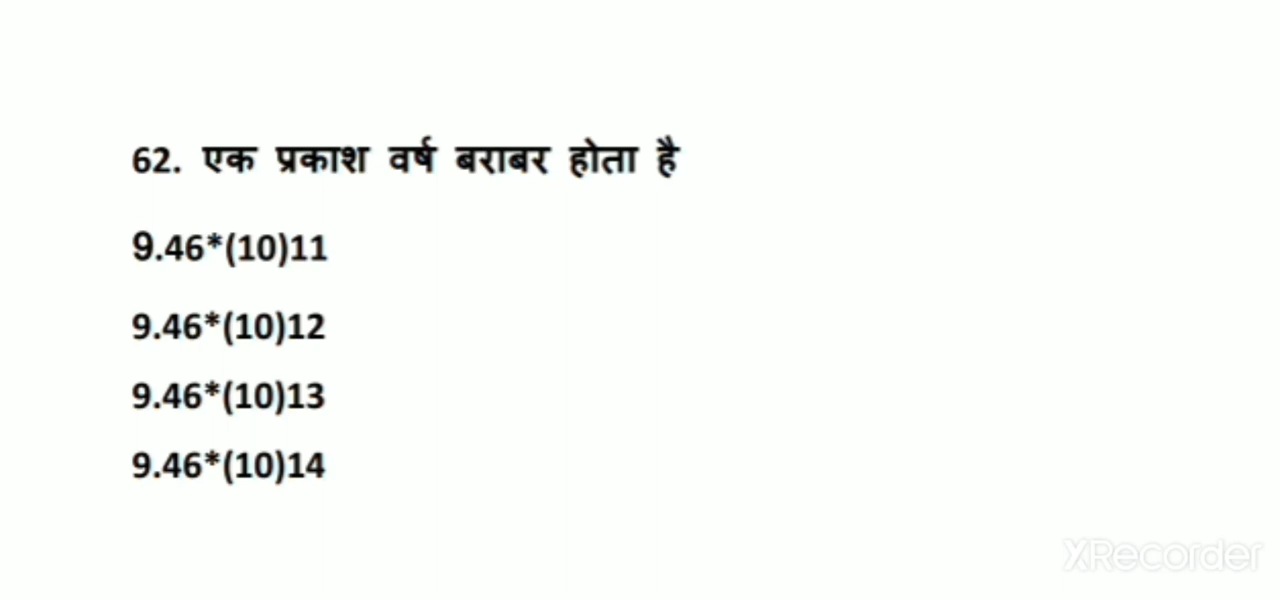 62. एक प्रकाश वर्ष बराबर होता है
9.46*(10)11
9.46*(10)12
9.46*(10)13
9.46*(10)14
XRecorder